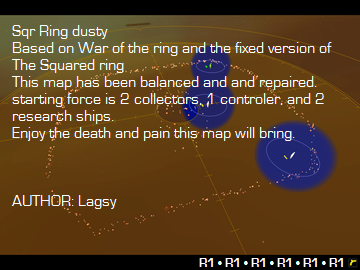 Sqr Ring dusty
Based on War of the ring and the fixed version of
The Squared ring
This map has been balanced and and repaired.
starting force is 2 collectors, 1 controler, and 2
research ships.
Enjoy the death and pain this map will bring.
AUTHOR: Lagsy
R1 • R1 • R1 • R1 • R1 • R1 r